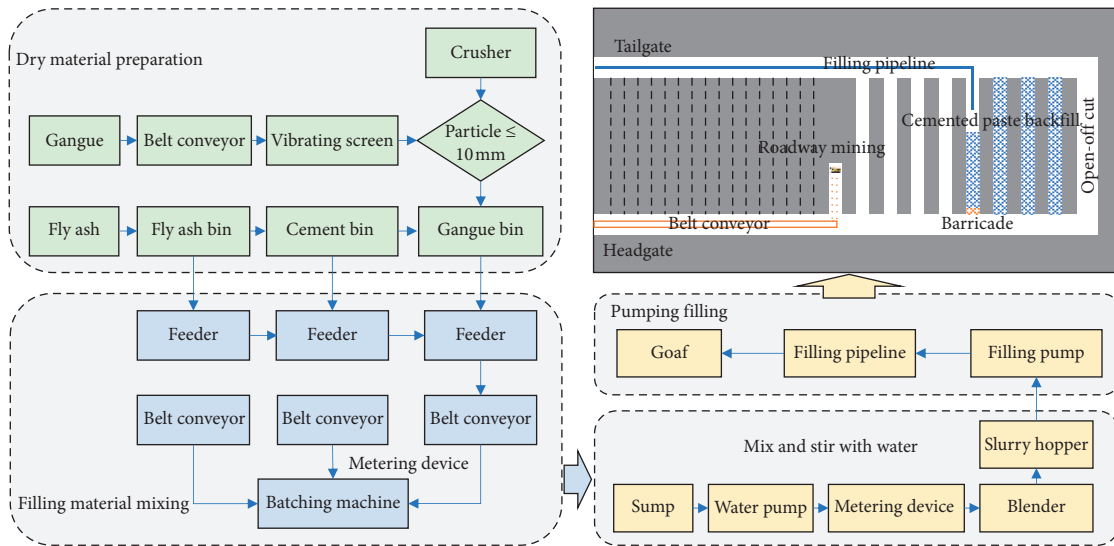 Dry material preparation
Crusher
Gangue
Belt conveyor
Vibrating screen
Particle ≤
10 mm
Fly ash
Fly ash bin
Cement bin
Gangue bin
Feeder
Feeder
Feeder
Belt conveyor
Belt conveyor
Belt conveyor
Metering device
Filling material mixing
Batching machine
Tailgate
Filling pipeline
Cemented paste backfill
Open-off cut
Roadway mining
Belt conveyor
Barricade
Headgate
Pumping filling
Goaf
Filling pipeline
Filling pump
Mix and stir with water
Slurry hopper
Sump
Water pump
Metering device
Blender